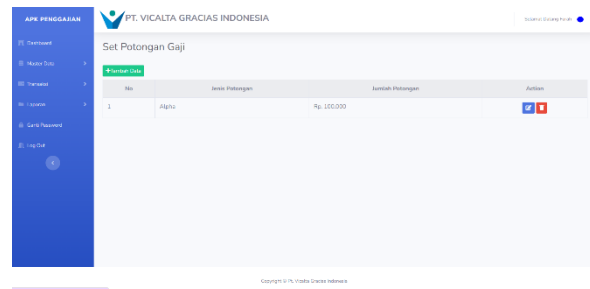 APK PENGGAJIAN
PT. VICALTA GRACIAS INDONESIA
Dashboard
Master Data
Transaksi
Laporan
Ganti Password
Log Out
Set Potongan Gaji
+Tambah Data
No Jenis Potongan Jumlah Potongan Action
1 Alpha Rp. 100,000
Copyright © Pt. Vicalta Gracias Indonesia